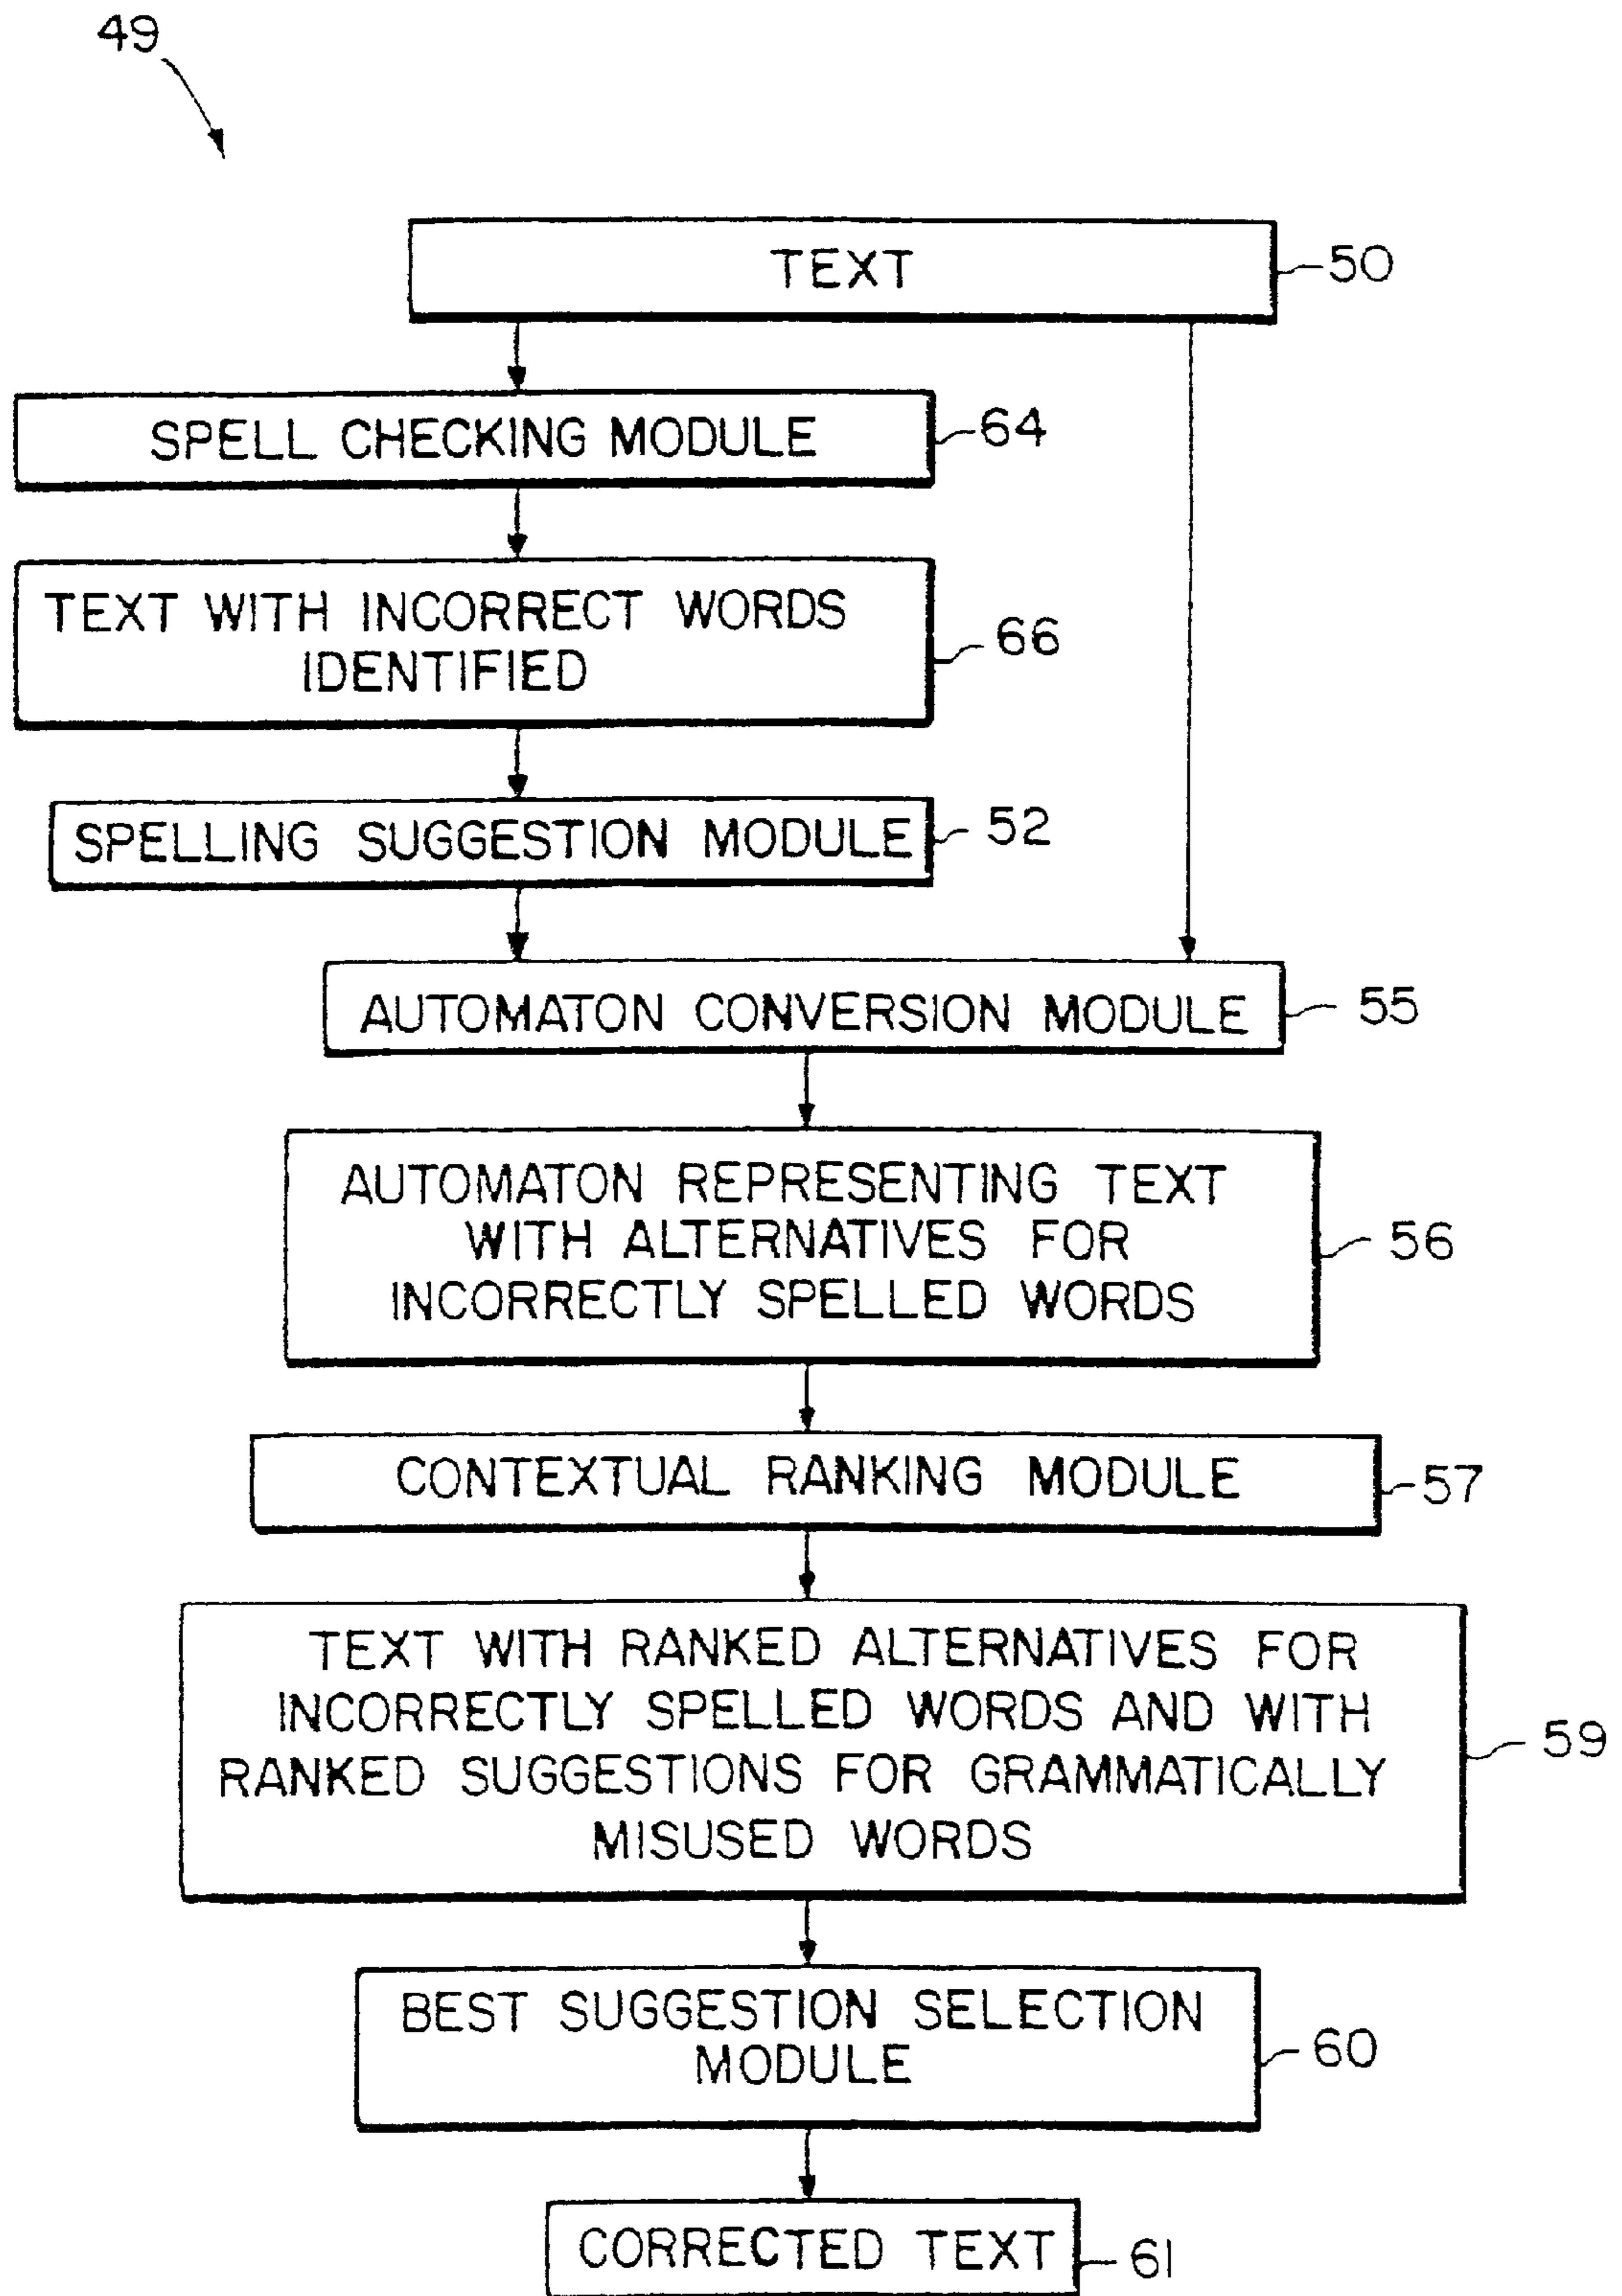 49
TEXT
50
SPELL CHECKING MODULE
64
TEXT WITH INCORRECT WORDS
IDENTIFIED
66
SPELLING SUGGESTION MODULE
52
AUTOMATON CONVERSION MODULE
55
AUTOMATON REPRESENTING TEXT
WITH ALTERNATIVES FOR
INCORRECTLY SPELLED WORDS
56
CONTEXTUAL RANKING MODULE
57
TEXT WITH RANKED ALTERNATIVES FOR
INCORRECTLY SPELLED WORDS AND WITH
RANKED SUGGESTIONS FOR GRAMMATICALLY
MISUSED WORDS
59
BEST SUGGESTION SELECTION
MODULE
60
CORRECTED TEXT
61